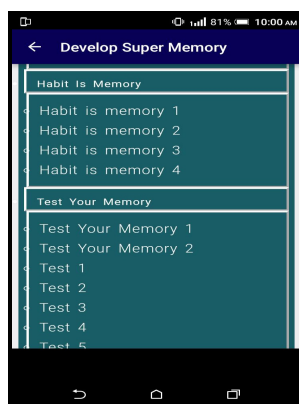 81% 10:00 AM
Develop Super Memory
Habit Is Memory
Habit is memory 1
Habit is memory 2
Habit is memory 3
Habit is memory 4
Test Your Memory
Test Your Memory 1
Test Your Memory 2
Test 1
Test 2
Test 3
Test 4
Test 5